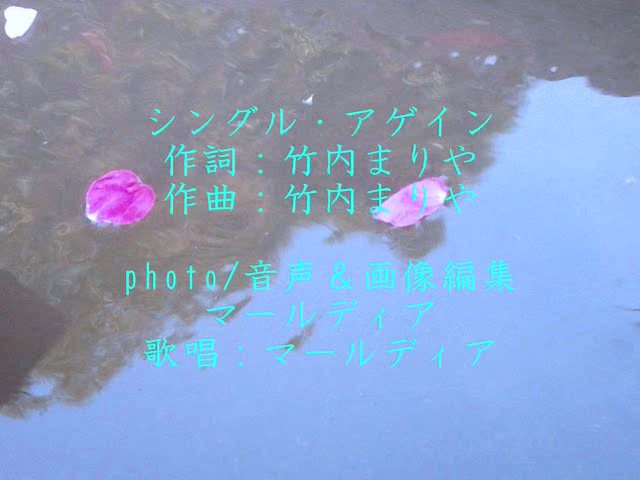 シングル・アゲイン
作詞：竹内まりや
作曲：竹内まりや
photo/音声＆画像編集
マールディア
歌唱：マールディア